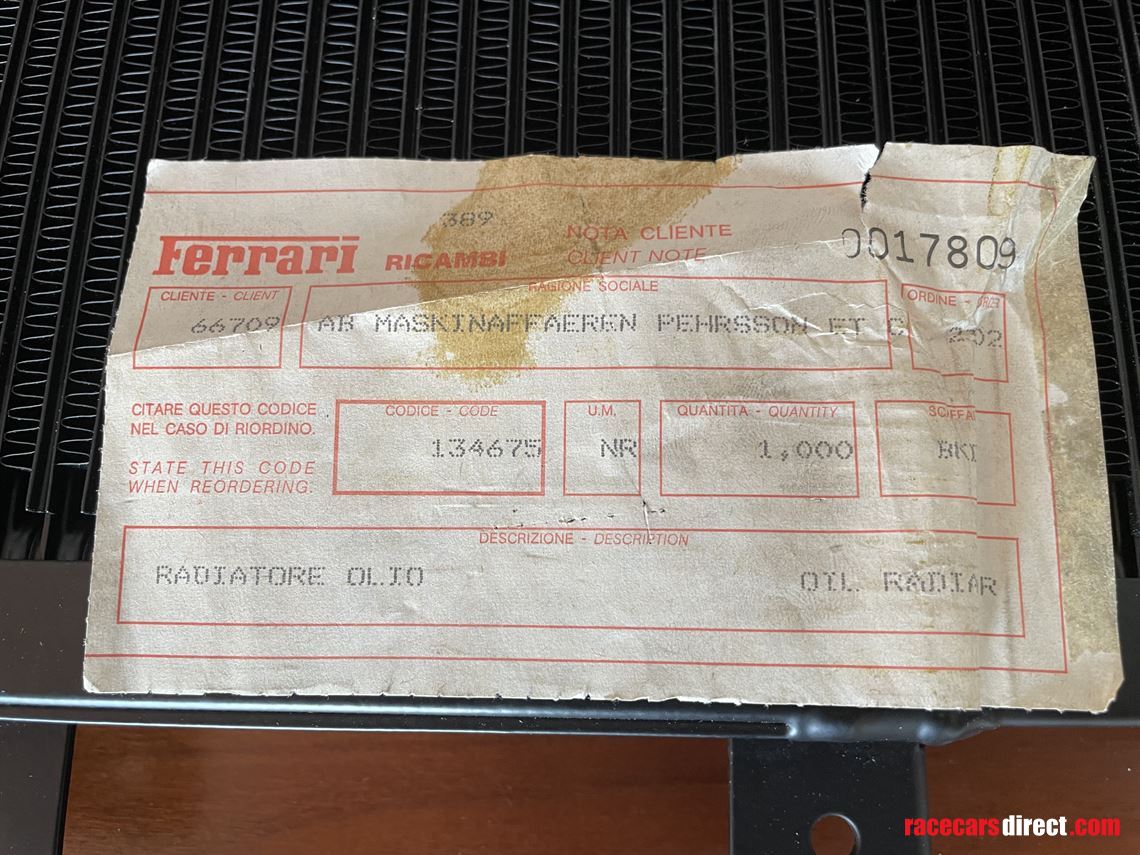 389
Ferrari RICAMBI
NOTA CLIENTE
CLIENT NOTE
0017809
CLIENTE - CLIENT
RAGIONE SOCIALE
ORDINE - ORDER
66709
AB MASKINAFFAEREN PEHRSSON ET
202
CITARE QUESTO CODICE
NEL CASO DI RIORDINO.
STATE THIS CODE
WHEN REORDERING.
CODICE - CODE
U.M.
QUANTITA - QUANTITY
134675
NR
1,000
DESCRIZIONE - DESCRIPTION
RADIATORE OLIO
OIL RADIAR
racecarsdirect.com